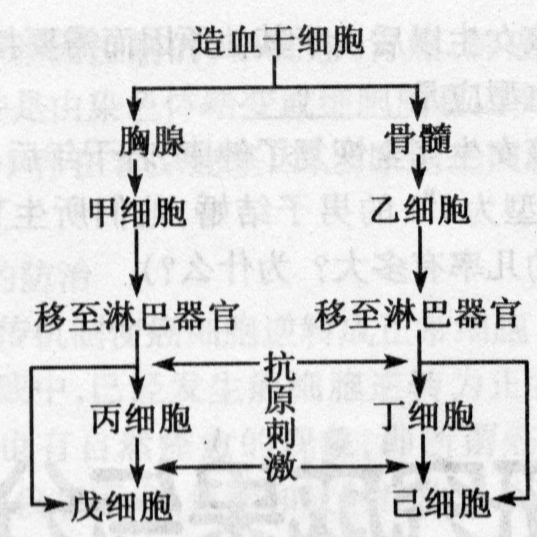 造血干细胞
胸腺 骨髓
甲细胞 乙细胞
移至淋巴器官 移至淋巴器官
抗原刺激
丙细胞 丁细胞
戊细胞 己细胞